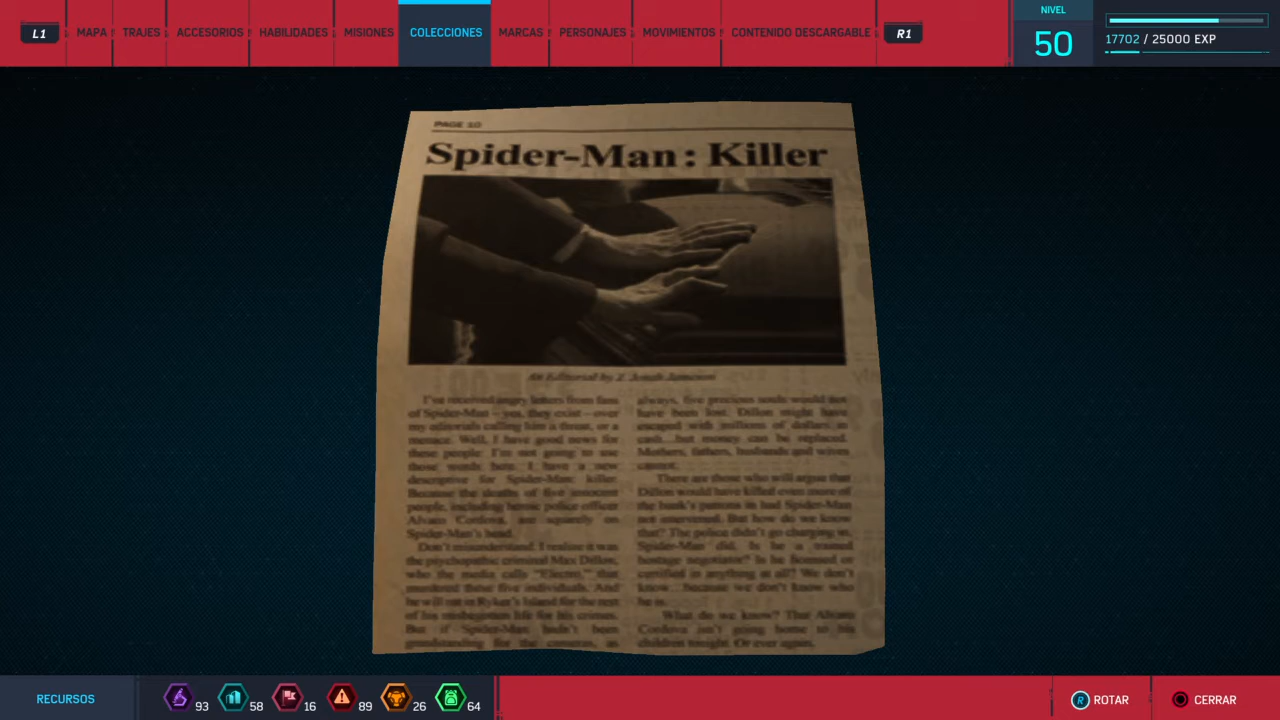 L1
MAPA
TRAJES
ACCESORIOS
HABILIDADES
MISIONES
COLECCIONES
MARCAS
PERSONAJES
MOVIMIENTOS
CONTENIDO DESCARGABLE
R1
NIVEL
50
17702 / 25000 EXP
PAGE 10
Spider-Man: Killer
An Editorial by J. Jonah Jameson
I've received angry letters from fans
of Spider-Man - yes, they exist - over
my editorials calling him a threat, or a
menace. Well, I have good news for
these people: I'm not going to use
those words here. I have a new
descriptive for Spider-Man: killer.
Because the deaths of five innocent
people, including heroic police officer
Alvaro Cordova, are squarely on
Spider-Man's head.
Don't misunderstand. I realize it was
the psychopathic criminal Max Dillon,
who the media calls "Electro," that
murdered those five individuals. And
he will rot in Ryker's Island for the rest
of his misbegotten life for his crimes.
But if Spider-Man hadn't been
grandstanding for the cameras, as
always, five precious souls would not
have been lost. Dillon might have
escaped with millions of dollars in
cash...but money can be replaced.
Mothers, fathers, husbands and wives
cannot.
There are those who will argue that
Dillon would have killed even more of
the bank's patrons in had Spider-Man
not intervened. But how do we know
that? The police didn't go charging in,
Spider-Man did. Is he a trained
hostage negotiator? Is he licensed or
certified in anything at all? We don't
know...because we don't know who
he is.
What do we know? That Alvaro
Cordova isn't going home to his
children tonight. Or ever again.
RECURSOS
93
58
16
89
26
64
R ROTAR
CERRAR